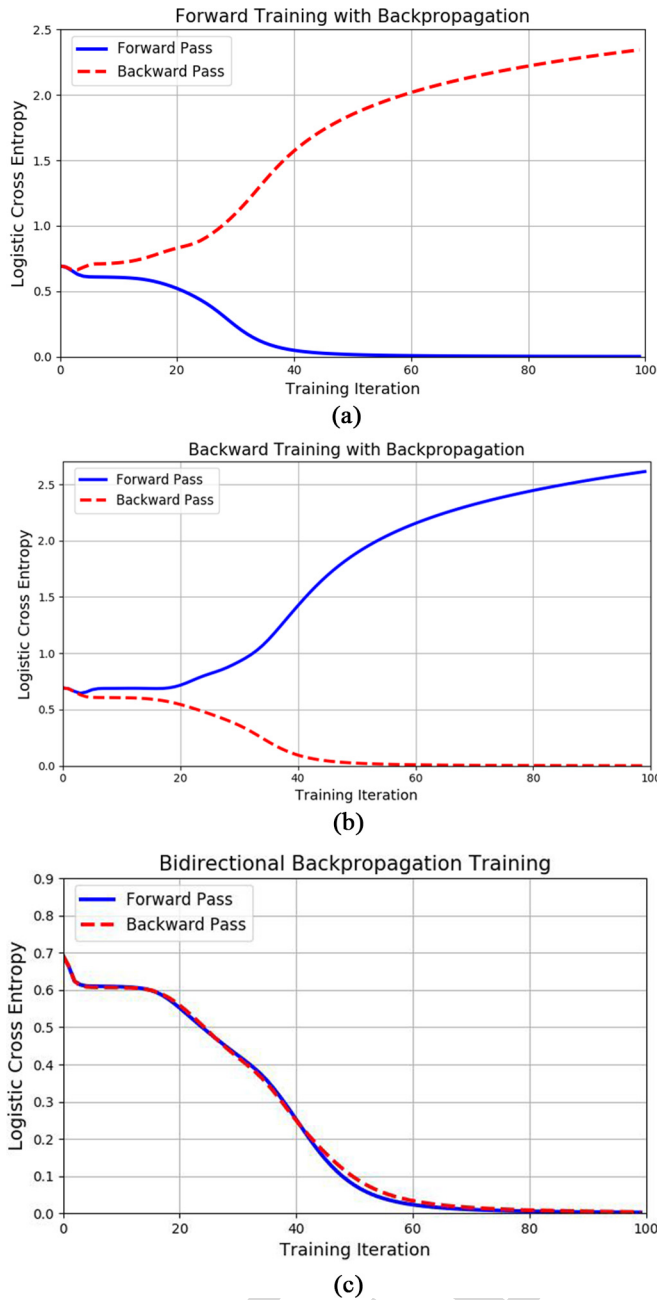 Forward Training with Backpropagation
2.5
2.0
1.5
1.0
0.5
0.0
Logistic Cross Entropy
Forward Pass
Backward Pass
0 20 40 60 80 100
Training Iteration
(a)
Backward Training with Backpropagation
2.5
2.0
1.5
1.0
0.5
0.0
Logistic Cross Entropy
Forward Pass
Backward Pass
0 20 40 60 80 100
Training Iteration
(b)
Bidirectional Backpropagation Training
0.9
0.8
0.7
0.6
0.5
0.4
0.3
0.2
0.1
0.0
Logistic Cross Entropy
Forward Pass
Backward Pass
0 20 40 60 80 100
Training Iteration
(c)